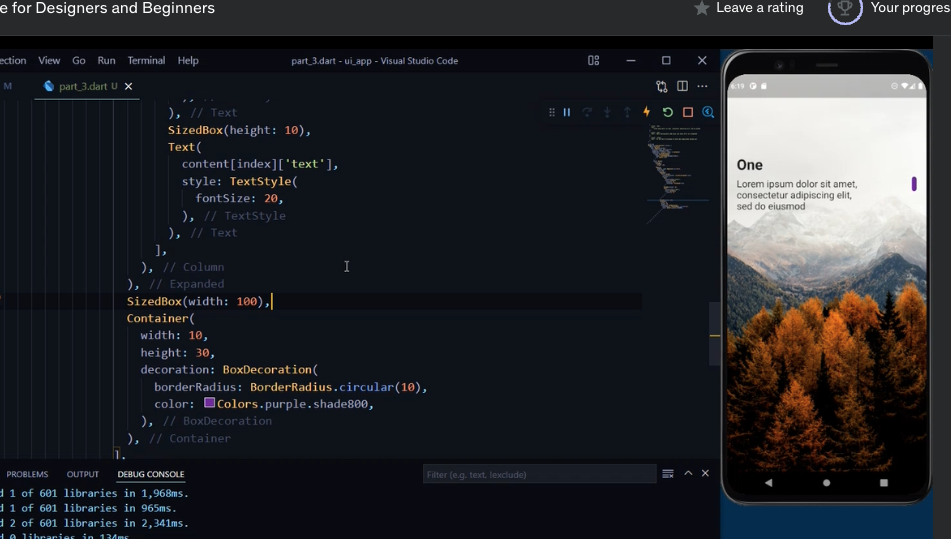 e for Designers and Beginners
Leave a rating
Your progres
ection View Go Run Terminal Help
part_3.dart - ui_app - Visual Studio Code
M
part_3.dart U
), // Text
SizedBox(height: 10),
Text(
content[index]['text'],
style: TextStyle(
fontSize: 20,
), // TextStyle
), // Text
],
), // Column
), // Expanded
SizedBox(width: 100),
Container(
width: 10,
height: 30,
decoration: BoxDecoration(
borderRadius: BorderRadius.circular(10),
color: Colors.purple.shade800,
), // BoxDecoration
), // Container
],
PROBLEMS OUTPUT DEBUG CONSOLE
Filter (e.g. text, !exclude)
d 1 of 601 libraries in 1,968ms.
d 1 of 601 libraries in 965ms.
d 2 of 601 libraries in 2,341ms.
d 0 libraries in 134ms.
One
Lorem ipsum dolor sit amet,
consectetur adipiscing elit,
sed do eiusmod